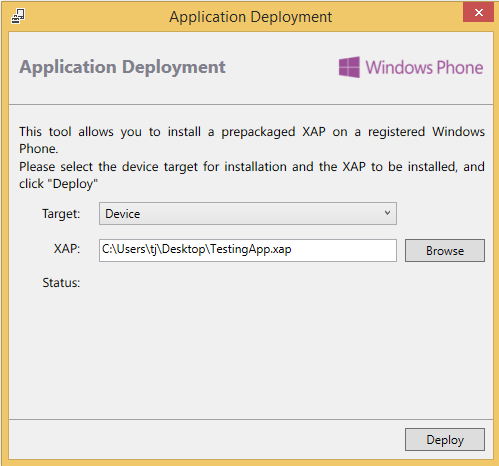 Application Deployment
Application Deployment
Windows Phone
This tool allows you to install a prepackaged XAP on a registered Windows
Phone.
Please select the device target for installation and the XAP to be installed, and
click "Deploy"
Target: Device
XAP: C:\Users\tj\Desktop\TestingApp.xap Browse
Status:
Deploy